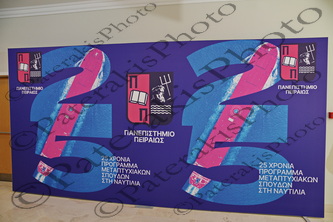 ΠΑΝΕΠΙΣΤΗΜΙΟ
ΠΕΙΡΑΙΩΣ
25 ΧΡΟΝΙΑ
ΠΡΟΓΡΑΜΜΑ
ΜΕΤΑΠΤΥΧΙΑΚΩΝ
ΣΠΟΥΔΩΝ
ΣΤΗ ΝΑΥΤΙΛΙΑ
ΠΑΝΕΠΙΣΤΗΜΙΟ
ΠΕΙΡΑΙΩΣ
ΠΑΝΕΠΙΣΤΗΜΙΟ
ΠΕΙΡΑΙΩΣ
25 ΧΡΟΝΙΑ
ΠΡΟΓΡΑΜΜΑ
ΜΕΤΑΠΤΥΧΙΑΚΩΝ
ΣΠΟΥΔΩΝ
ΣΤΗ ΝΑΥΤΙΛΙΑ
© PaterakisPhoto